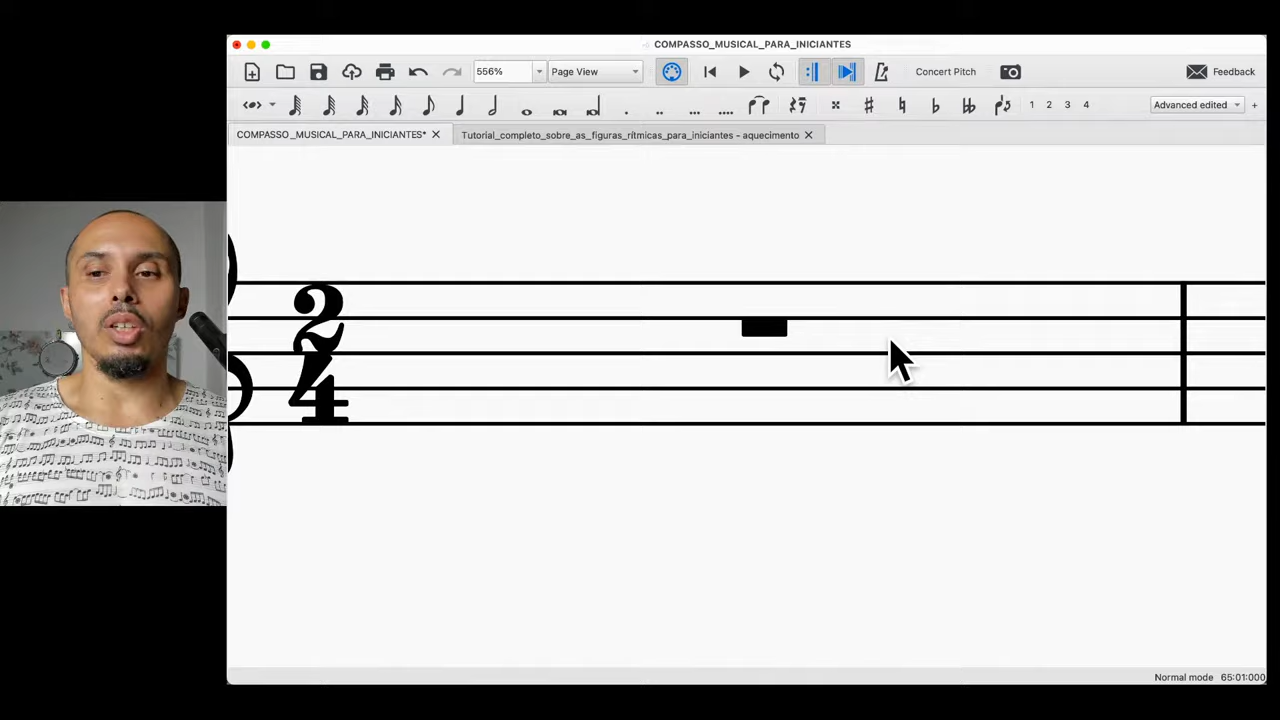 COMPASSO_MUSICAL_PARA_INICIANTES
556%
Page View
Concert Pitch
Feedback
1 2 3 4
Advanced edited
+
COMPASSO_MUSICAL_PARA_INICIANTES*
Tutorial_completo_sobre_as_figuras_rítmicas_para_iniciantes – aquecimento
2
4
Normal mode 65:01:000